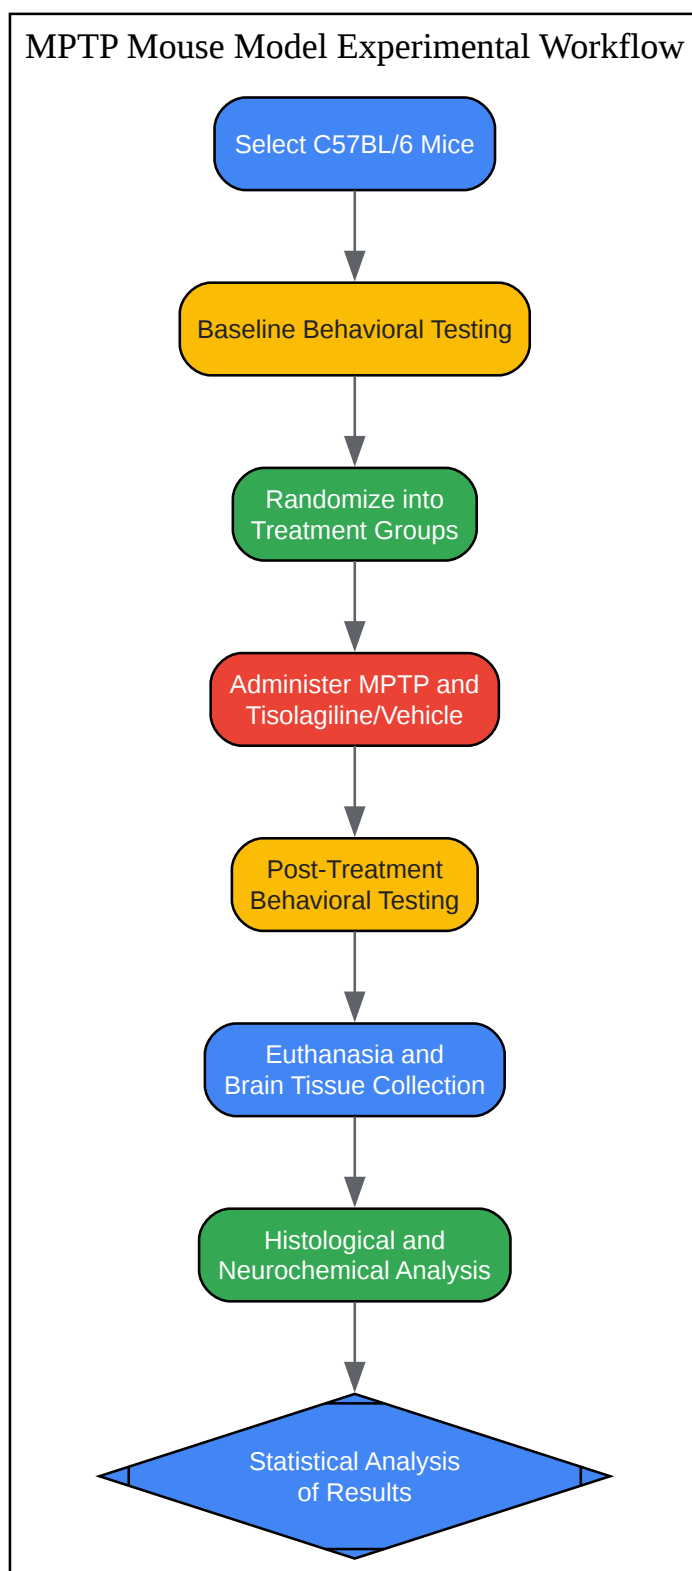 MPTP Mouse Model Experimental Workflow
Select C57BL/6 Mice
Baseline Behavioral Testing
Randomize into
Treatment Groups
Administer MPTP and
Tisolagiline/Vehicle
Post-Treatment
Behavioral Testing
Euthanasia and
Brain Tissue Collection
Histological and
Neurochemical Analysis
Statistical Analysis
of Results